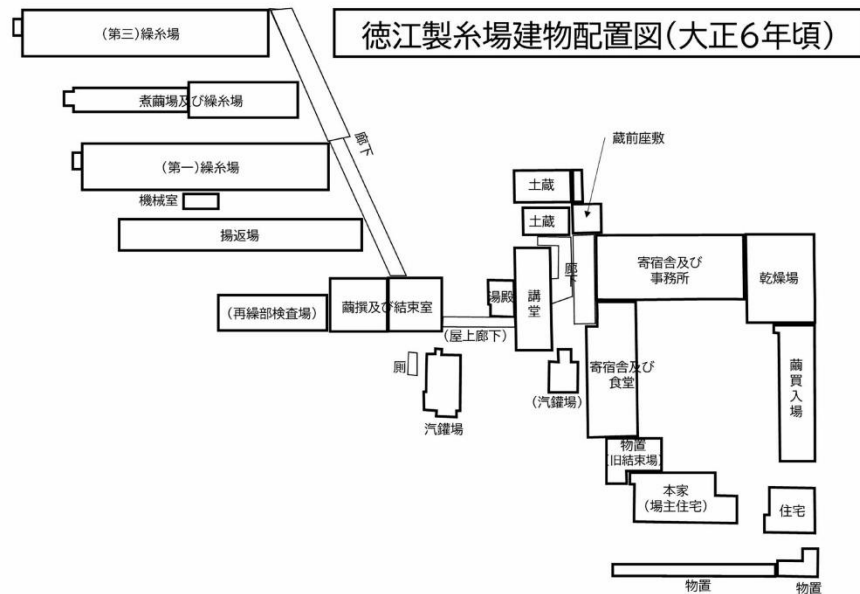 徳江製糸場建物配置図(大正6年頃)
(第三)繰糸場
煮繭場及び繰糸場
廊下
蔵前座敷
(第一)繰糸場
機械室
土蔵
土蔵
揚返場
廊下
寄宿舎及び
事務所
乾燥場
(再繰部検査場)
繭撰及び結束室
湯殿
講堂
(屋上廊下)
厠
汽鑵場
(汽鑵場)
寄宿舎及び
食堂
繭買入場
物置
(旧結束場)
本家
(場主住宅)
住宅
物置
物置